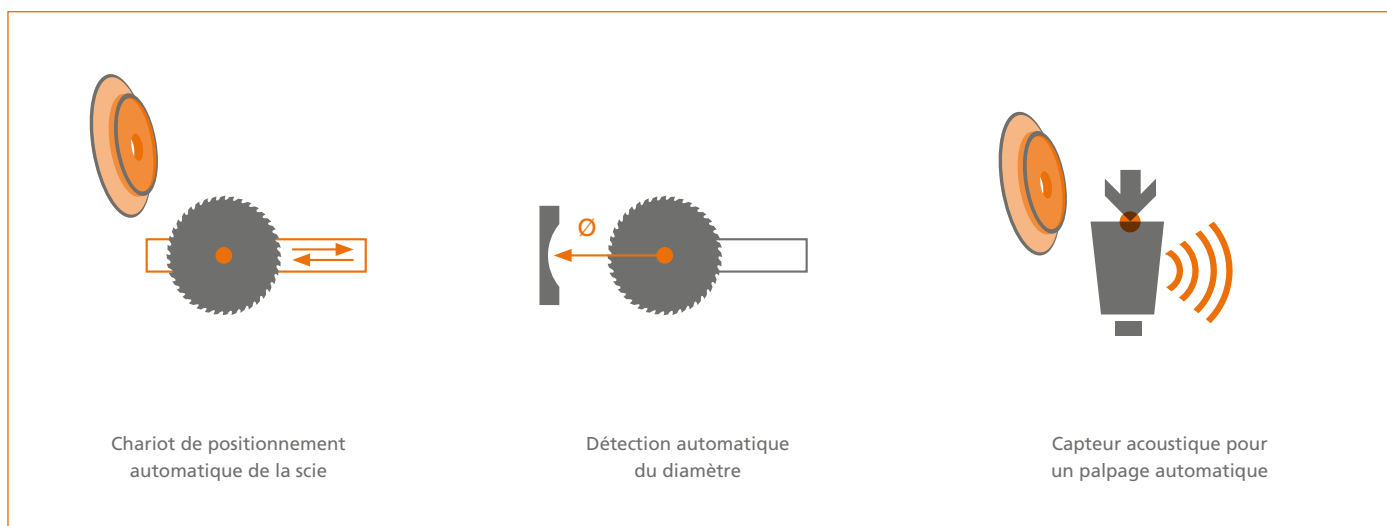 Ø
Chariot de positionnement
automatique de la scie
Détection automatique
du diamètre
Capteur acoustique pour
un palpage automatique